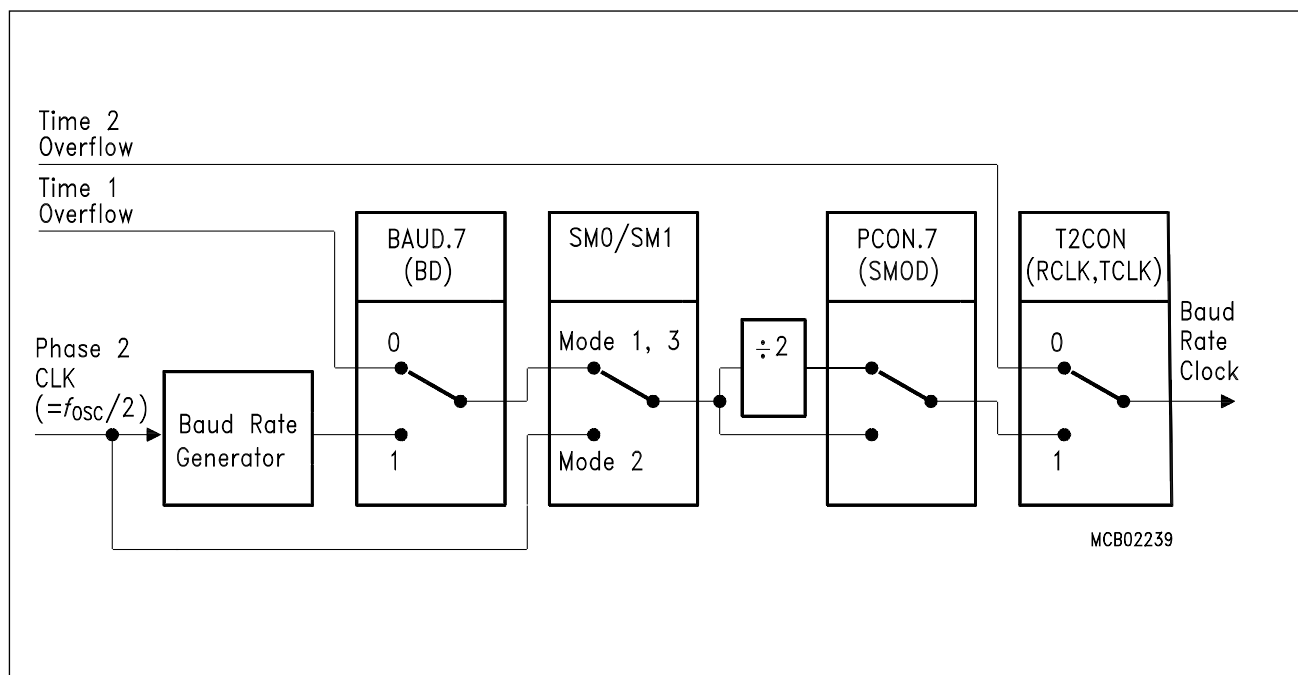 Time 2
Overflow
Time 1
Overflow
BAUD.7
(BD)
SM0/SM1
PCON.7
(SMOD)
T2CON
(RCLK,TCLK)
Phase 2
CLK
(=fOSC/2)
Baud Rate
Generator
0
1
Mode 1, 3
Mode 2
÷2
0
1
Baud
Rate
Clock
MCB02239